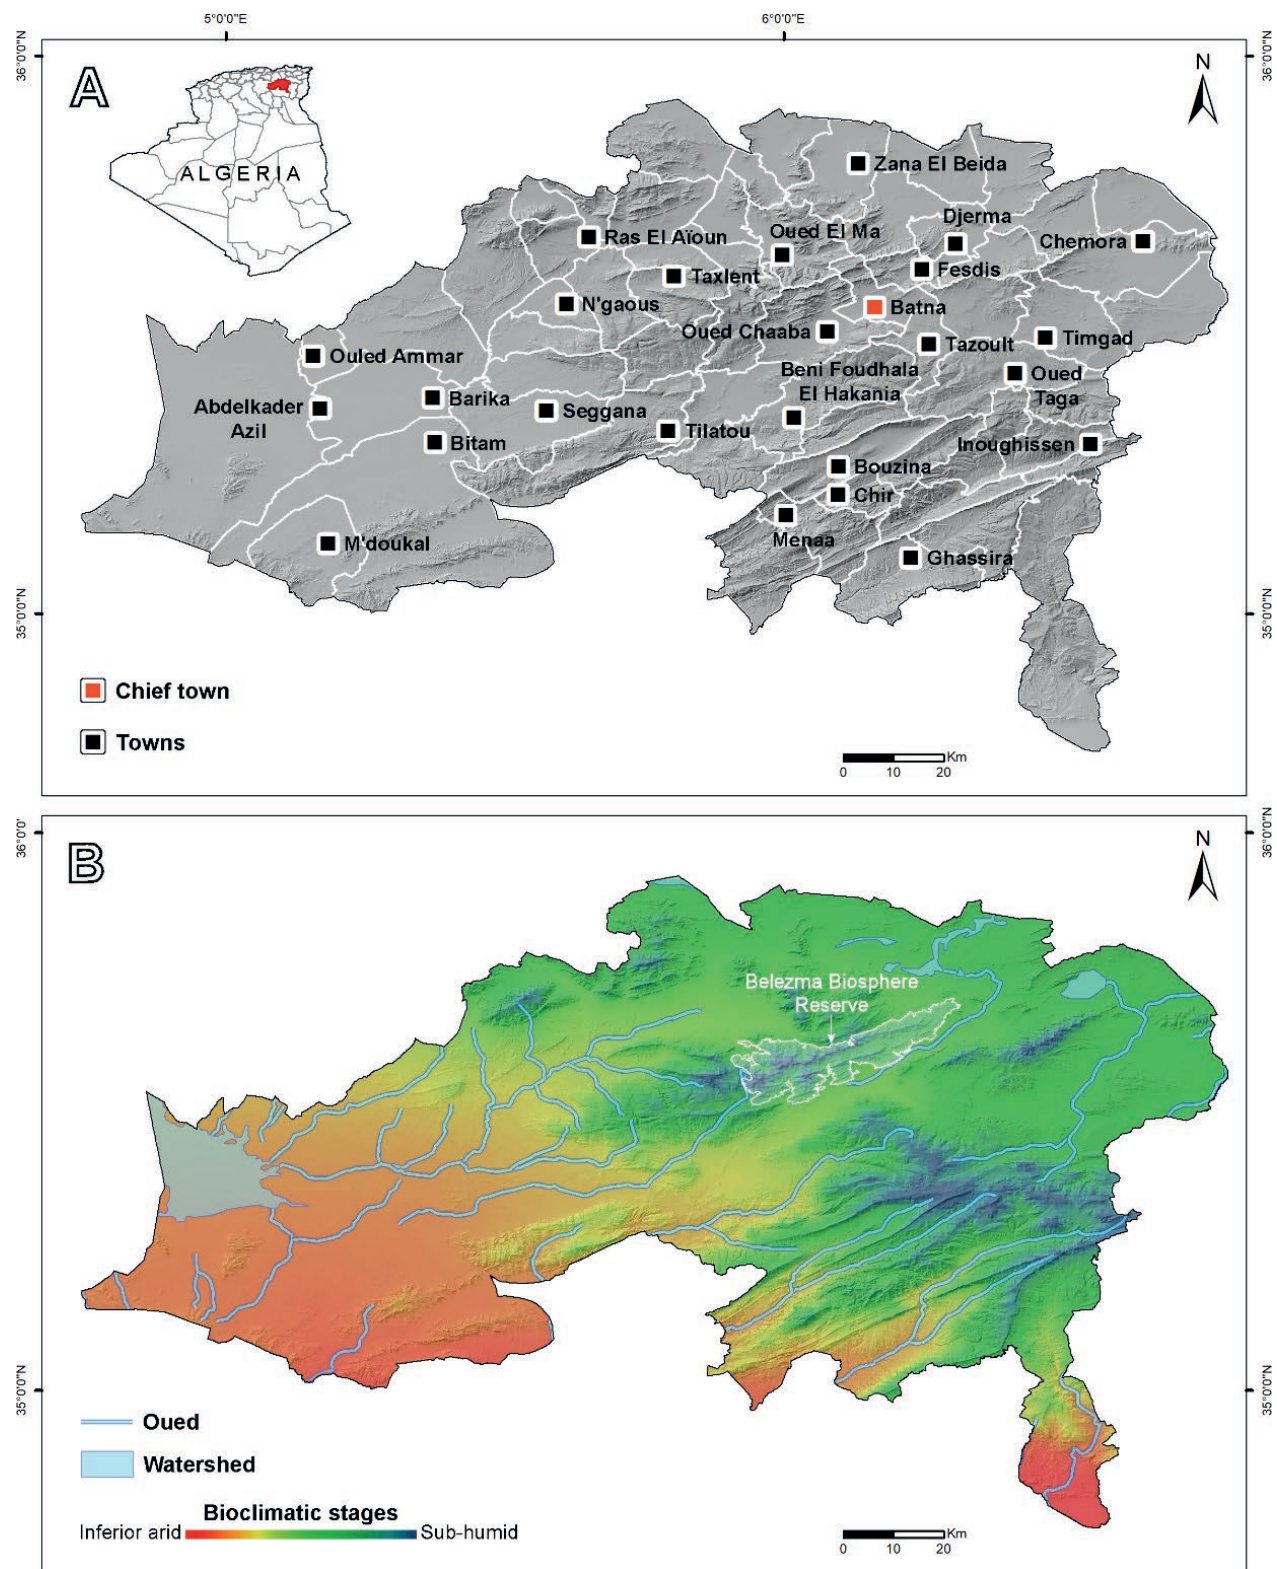 5°0'0"E
6°0'0"E
36°0'0"N
36°0'0"N
A
N
ALGERIA
Zana El Beida
Djerma
Oued El Ma
Ras El Aïoun
Chemora
Taxlent
Fesdis
N'gaous
Batna
Oued Chaaba
Tazoult
Timgad
Ouled Ammar
Beni Foudhala
El Hakania
Oued
Taga
Barika
Abdelkader
Azil
Seggana
Tilatou
Bitam
Inoughissen
Bouzina
Chir
Menaa
M'doukal
Ghassira
35°0'0"N
35°0'0"N
Chief town
Towns
Km
0 10 20
36°0'0'
36°0'0"N
B
N
Belezma Biosphere
Reserve
35°0'0"N
35°0'0"N
Oued
Watershed
Bioclimatic stages
Inferior arid
Sub-humid
Km
0 10 20